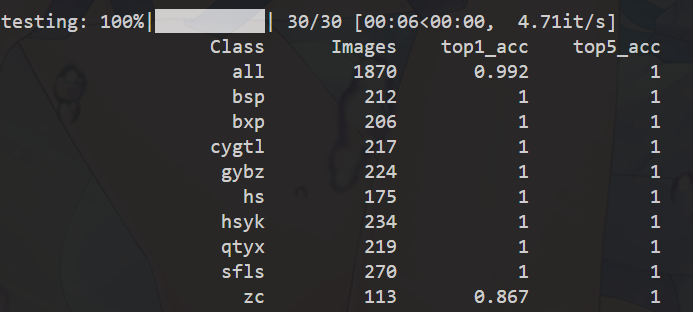 testing: 100%|██████████| 30/30 [00:06<00:00, 4.71it/s]
Class Images top1_acc top5_acc
all 1870 0.992 1
bsp 212 1 1
bxp 206 1 1
cygtl 217 1 1
gybz 224 1 1
hs 175 1 1
hsyk 234 1 1
qtyx 219 1 1
sfls 270 1 1
zc 113 0.867 1